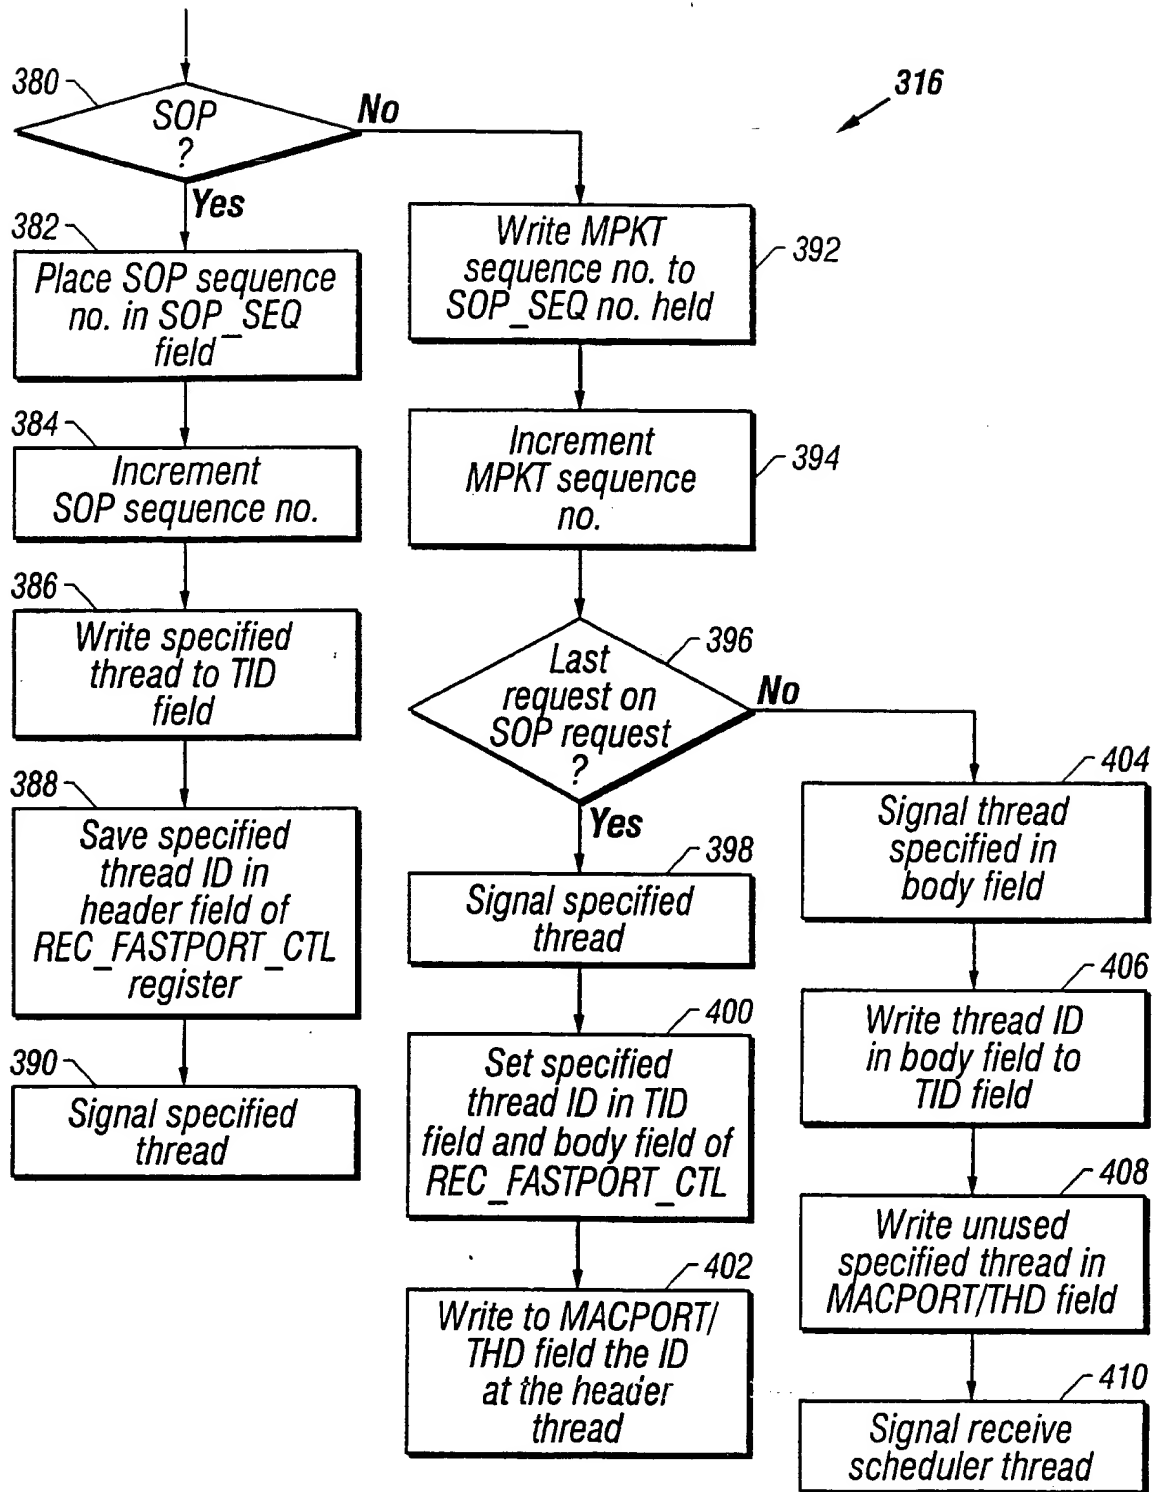 316
380
SOP
?
No
Yes
382
Place SOP sequence
no. in SOP_SEQ
field
384
Increment
SOP sequence no.
386
Write specified
thread to TID
field
388
Save specified
thread ID in
header field of
REC_FASTPORT_CTL
register
390
Signal specified
thread
Write MPKT
sequence no. to
SOP_SEQ no. held
392
Increment
MPKT sequence
no.
394
396
Last
request on
SOP request
?
No
Yes
398
Signal specified
thread
400
Set specified
thread ID in TID
field and body field of
REC_FASTPORT_CTL
402
Write to MACPORT/
THD field the ID
at the header
thread
404
Signal thread
specified in
body field
406
Write thread ID
in body field to
TID field
408
Write unused
specified thread in
MACPORT/THD field
410
Signal receive
scheduler thread